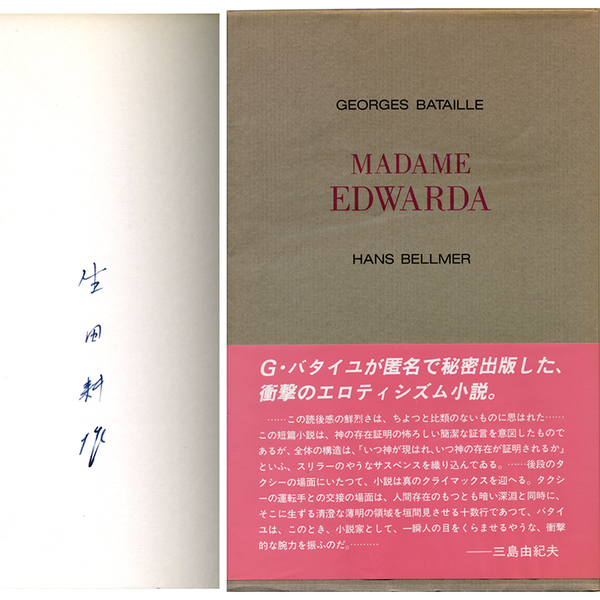 生
田
耕
作
GEORGES BATAILLE
MADAME
EDWARDA
HANS BELLMER
G・バタイユが匿名で秘密出版した、
衝撃のエロティシズム小説。
……この読後感の鮮烈さは、ちよつと比類のないものに思はれた……
この短篇小説は、神の存在証明の怖ろしい簡潔な証言を意図したもので
あるが、全体の構造は、「いつ神が現はれ、いつ神の存在が証明されるか」
といふ、スリラーのやうなサスペンスを織り込んでゐる。……後段のタ
クシーの場面にいたつて、小説は真のクライマックスを迎へる。タクシ
ーの運転手との交接の場面は、人間存在のもつとも暗い深淵と同時に、
そこに生ずる清澄な薄明の領域を垣間見させる十数行であつて、バタイ
ユは、このとき、小説家として、一瞬人の目をくらませるやうな、衝撃
的な腕力を振ふのだ。………
――三島由紀夫